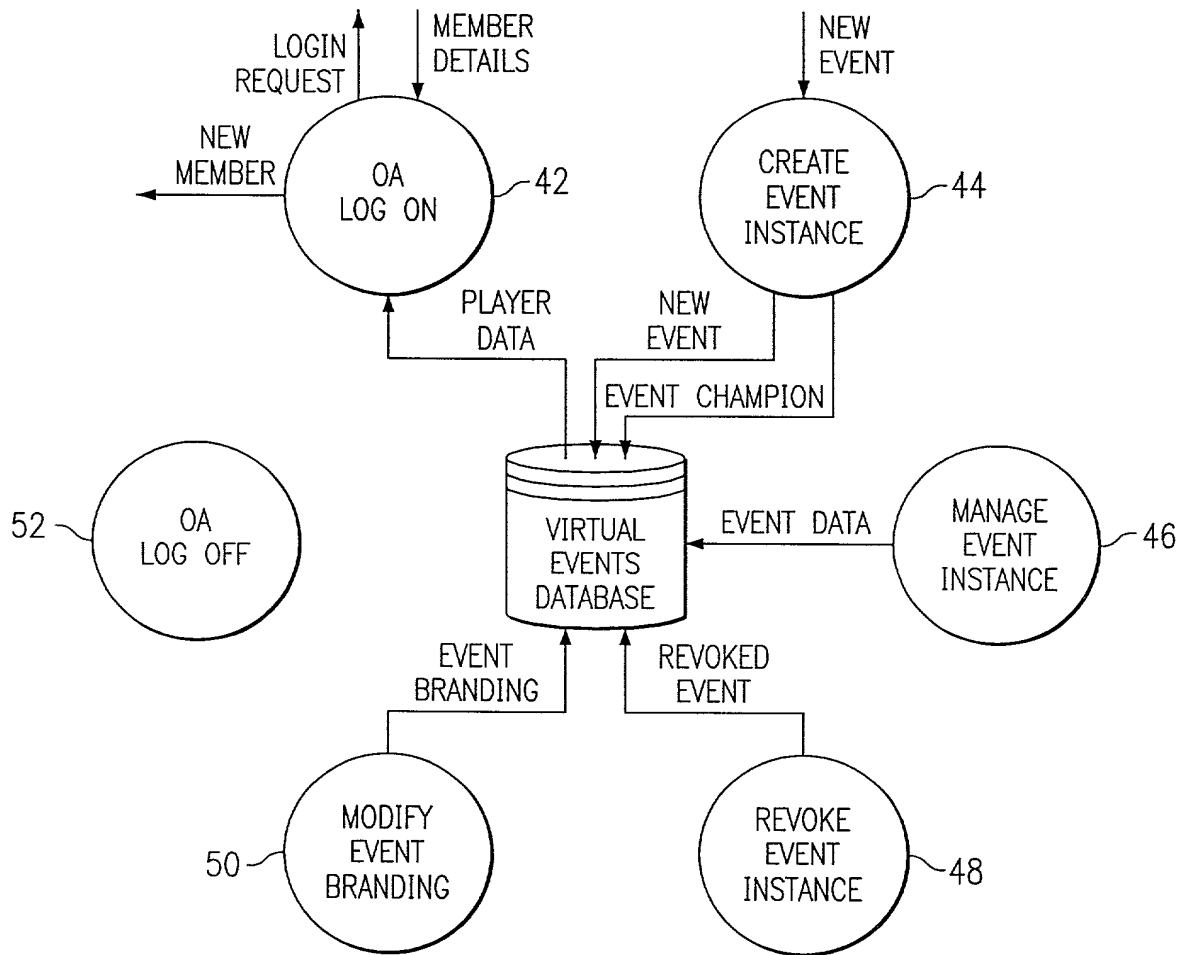 LOGIN
REQUEST
MEMBER
DETAILS
NEW
EVENT
NEW
MEMBER
OA
LOG ON
42
CREATE
EVENT
INSTANCE
44
PLAYER
DATA
NEW
EVENT
EVENT CHAMPION
52
OA
LOG OFF
VIRTUAL
EVENTS
DATABASE
EVENT DATA
MANAGE
EVENT
INSTANCE
46
EVENT
BRANDING
REVOKED
EVENT
50
MODIFY
EVENT
BRANDING
REVOKE
EVENT
INSTANCE
48